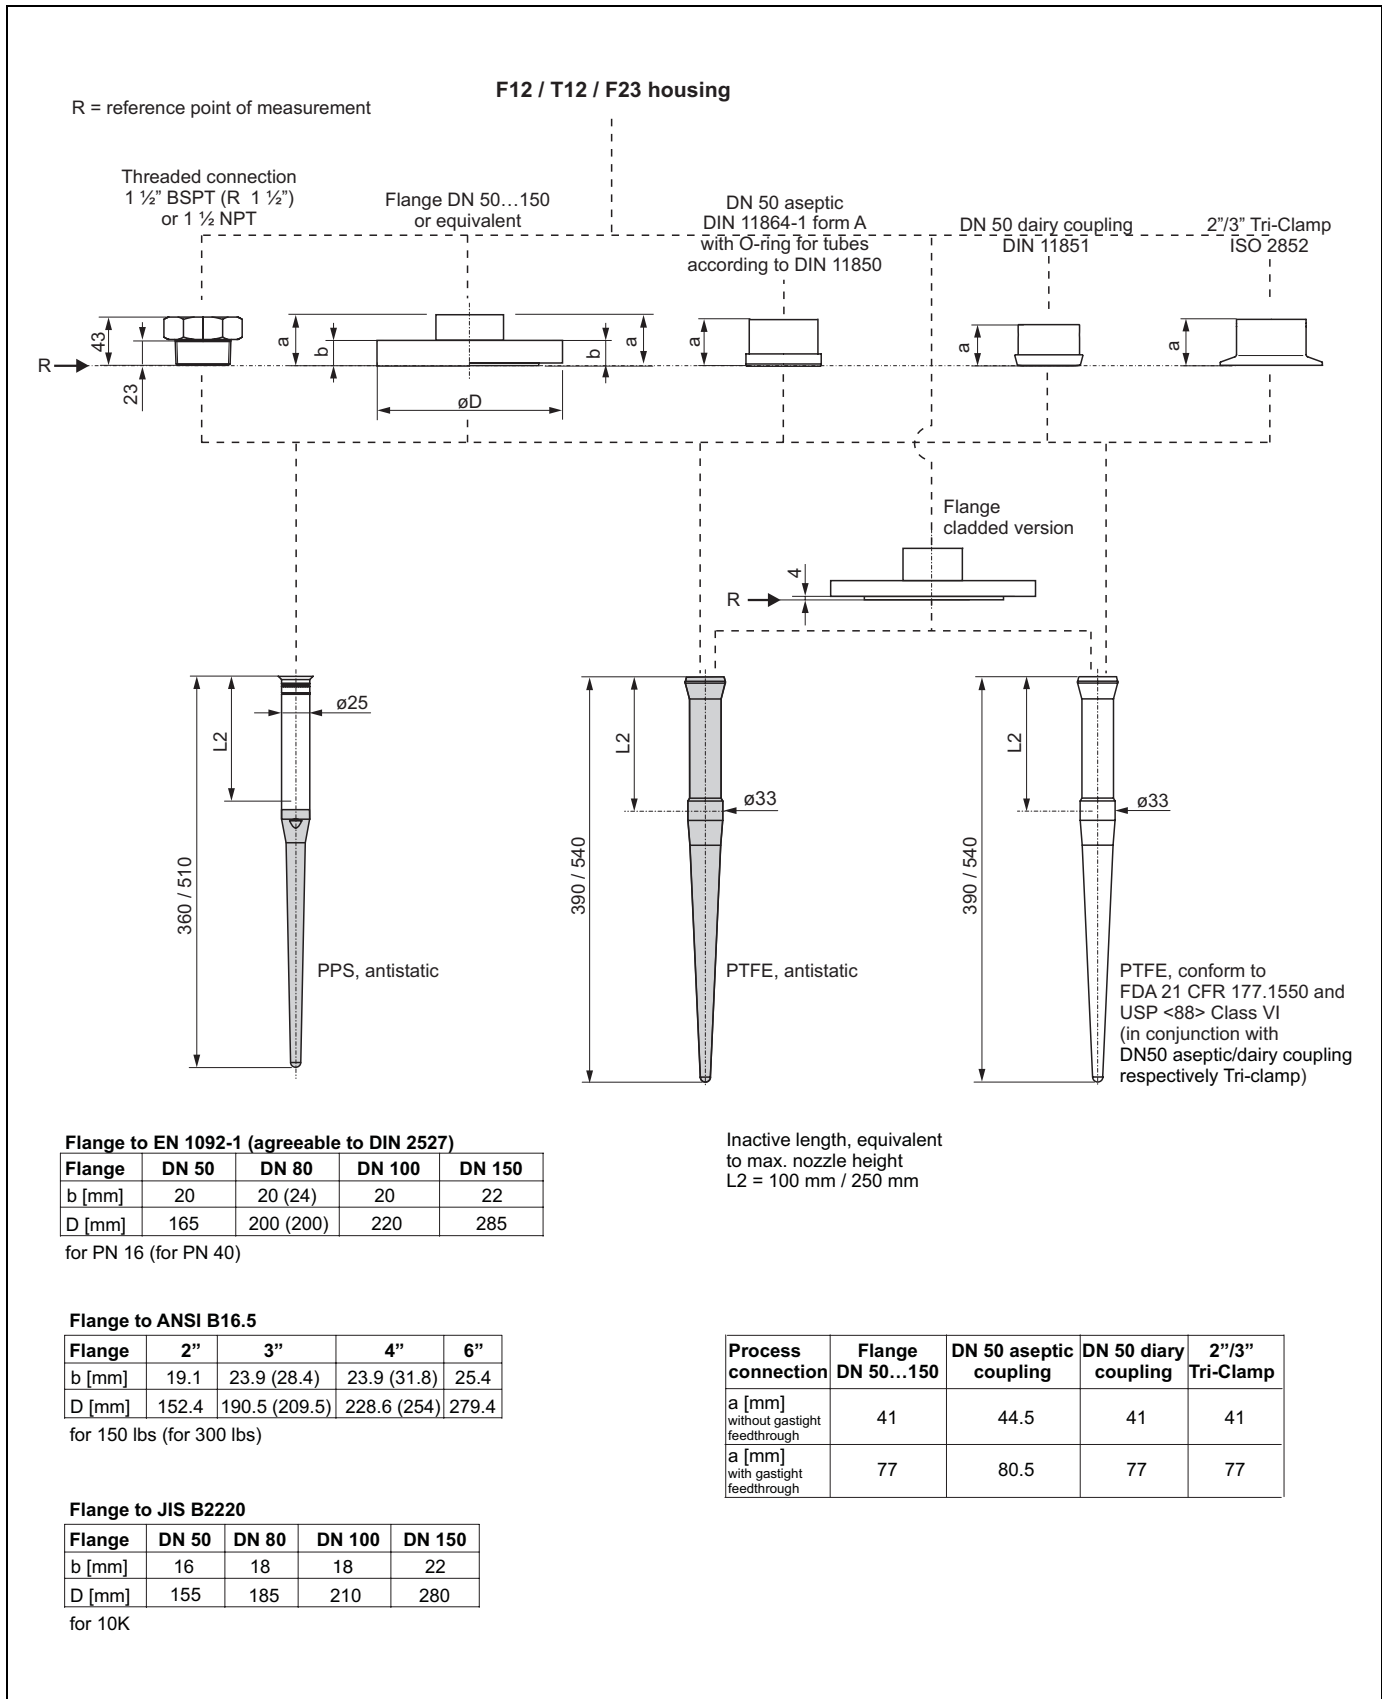 F12 / T12 / F23 housing
R = reference point of measurement
Threaded connection
1 ½” BSPT (R 1 ½”)
or 1 ½ NPT
Flange DN 50…150
or equivalent
DN 50 aseptic
DIN 11864-1 form A
with O-ring for tubes
according to DIN 11850
DN 50 dairy coupling
DIN 11851
2”/3” Tri-Clamp
ISO 2852
43
23
R
a
b
b
a
øD
a
a
a
Flange
cladded version
4
R
ø25
L2
360 / 510
PPS, antistatic
L2
ø33
390 / 540
PTFE, antistatic
L2
ø33
390 / 540
PTFE, conform to
FDA 21 CFR 177.1550 and
USP <88> Class VI
(in conjunction with
DN50 aseptic/dairy coupling
respectively Tri-clamp)
Inactive length, equivalent
to max. nozzle height
L2 = 100 mm / 250 mm
Flange to EN 1092-1 (agreeable to DIN 2527)
Flange DN 50 DN 80 DN 100 DN 150
b [mm] 20 20 (24) 20 22
D [mm] 165 200 (200) 220 285
for PN 16 (for PN 40)
Flange to ANSI B16.5
Flange 2” 3” 4” 6”
b [mm] 19.1 23.9 (28.4) 23.9 (31.8) 25.4
D [mm] 152.4 190.5 (209.5) 228.6 (254) 279.4
for 150 lbs (for 300 lbs)
Flange to JIS B2220
Flange DN 50 DN 80 DN 100 DN 150
b [mm] 16 18 18 22
D [mm] 155 185 210 280
for 10K
Process Flange DN 50 aseptic DN 50 diary 2”/3”
connection DN 50…150 coupling coupling Tri-Clamp
a [mm]
without gastight 41 44.5 41 41
feedthrough
a [mm]
with gastight 77 80.5 77 77
feedthrough